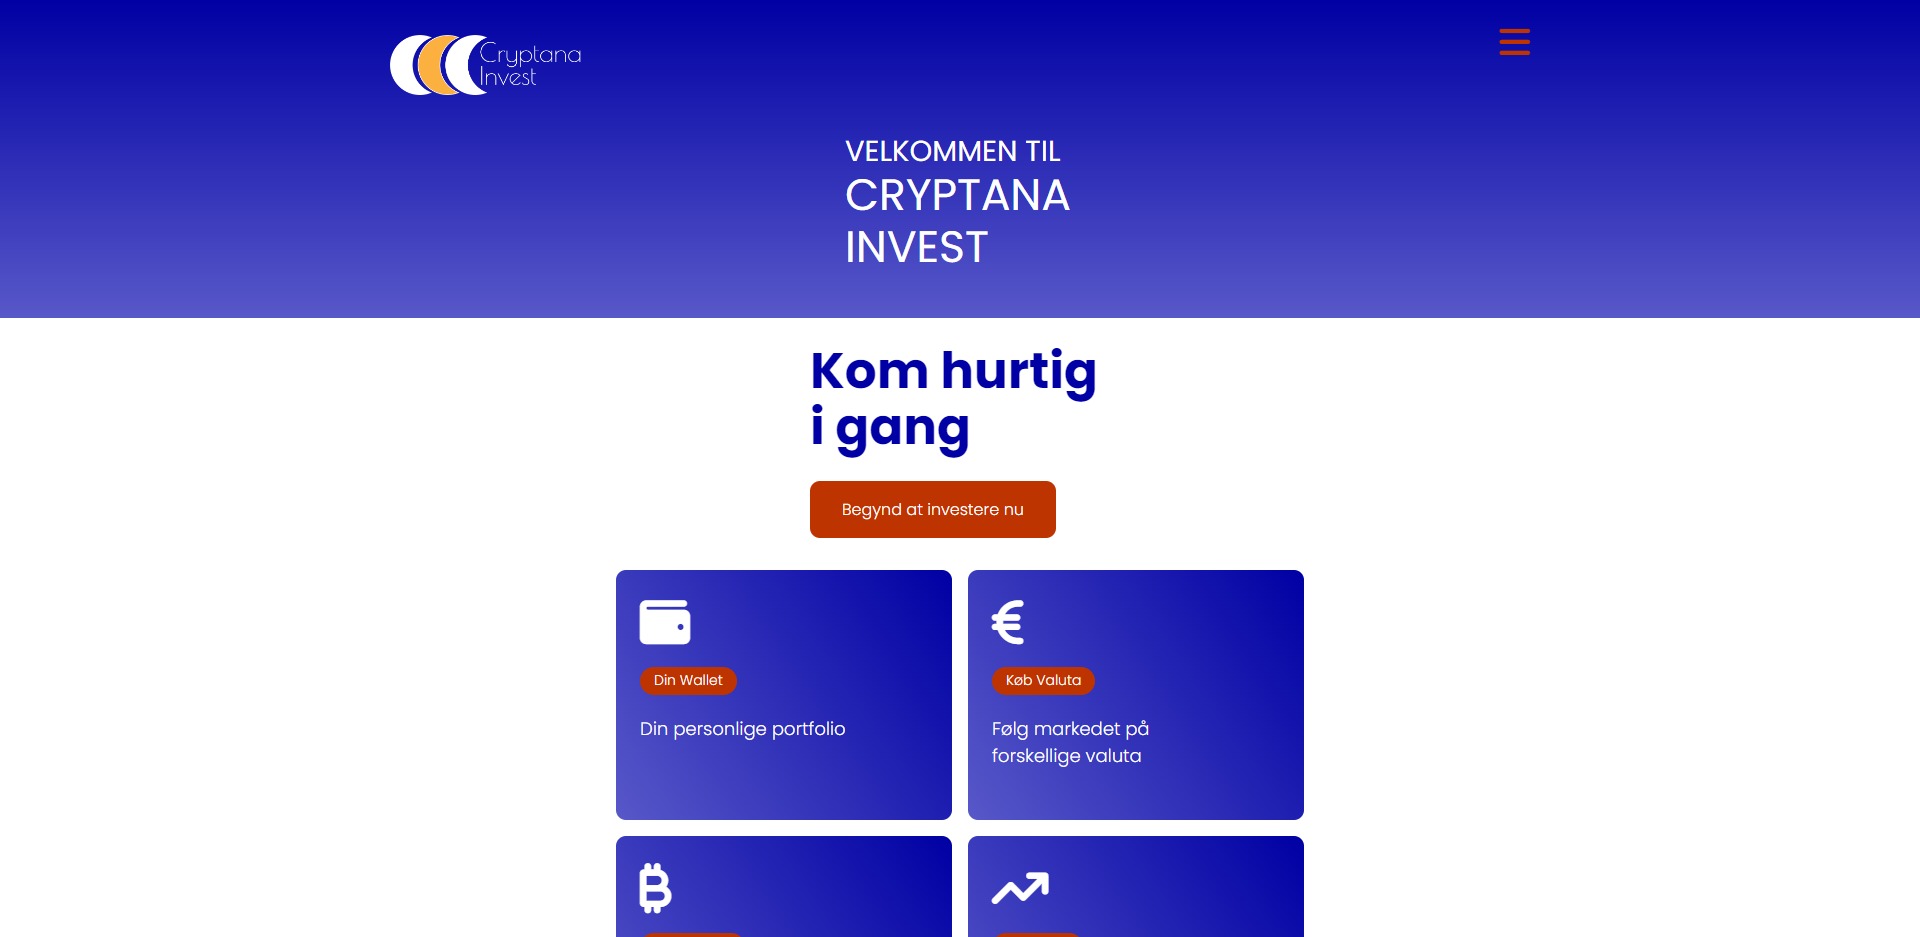 Cryptana
Invest
VELKOMMEN TIL
CRYPTANA
INVEST
Kom hurtig
i gang
Begynd at investere nu
Din Wallet
Din personlige portfolio
Køb Valuta
Følg markedet på
forskellige valuta